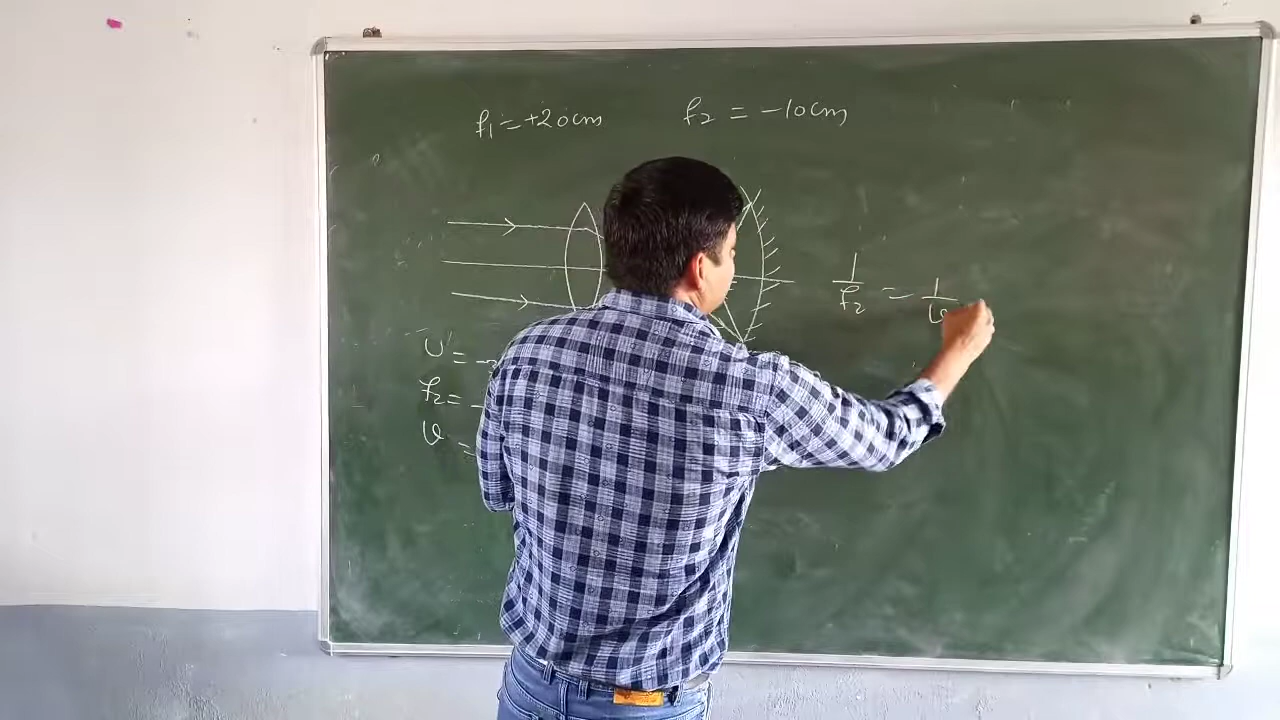 f₁ = +20cm f₂ = -10cm
1/f₂ = 1/v
u' = -
f₂ = -
v =